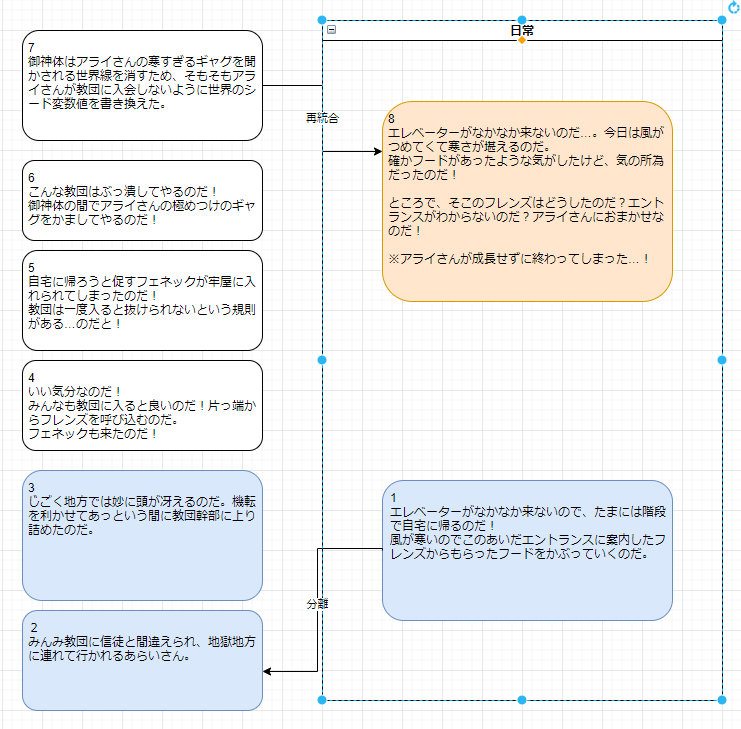 日常
7
御神体はアライさんの寒すぎるギャグを聞
かされる世界線を消すため、そもそもアラ
イさんが教団に入会しないように世界のシ
ード変数値を書き換えた。
再統合
8
エレベーターがなかなか来ないのだ…。今日は風が
つめてくて寒さが堪えるのだ。
確かフードがあったような気がしたけど、気の所為
だったのだ！
ところで、そこのフレンズはどうしたのだ？エント
ランスがわからないのだ？アライさんにおまかせな
のだ！
※アライさんが成長せずに終わってしまった…！
6
こんな教団はぶっ潰してやるのだ！
御神体の間でアライさんの極めつけのギャ
グをかましてやるのだ！
5
自宅に帰ろうと促すフェネックが牢屋に入
れられてしまったのだ！
教団は一度入ると抜けられないという規則
がある…のだと！
4
いい気分なのだ！
みんなも教団に入ると良いのだ！片っ端か
らフレンズを呼び込むのだ。
フェネックも来たのだ！
3
じごく地方では妙に頭が冴えるのだ。機転
を利かせてあっという間に教団幹部に上り
詰めたのだ。
1
エレベーターがなかなか来ないので、たまには階段
で自宅に帰るのだ！
風が寒いのでこのあいだエントランスに案内したフ
レンズからもらったフードをかぶっていくのだ。
分離
2
みんみ教団に信徒と間違えられ、地獄地方
に連れて行かれるあらいさん。